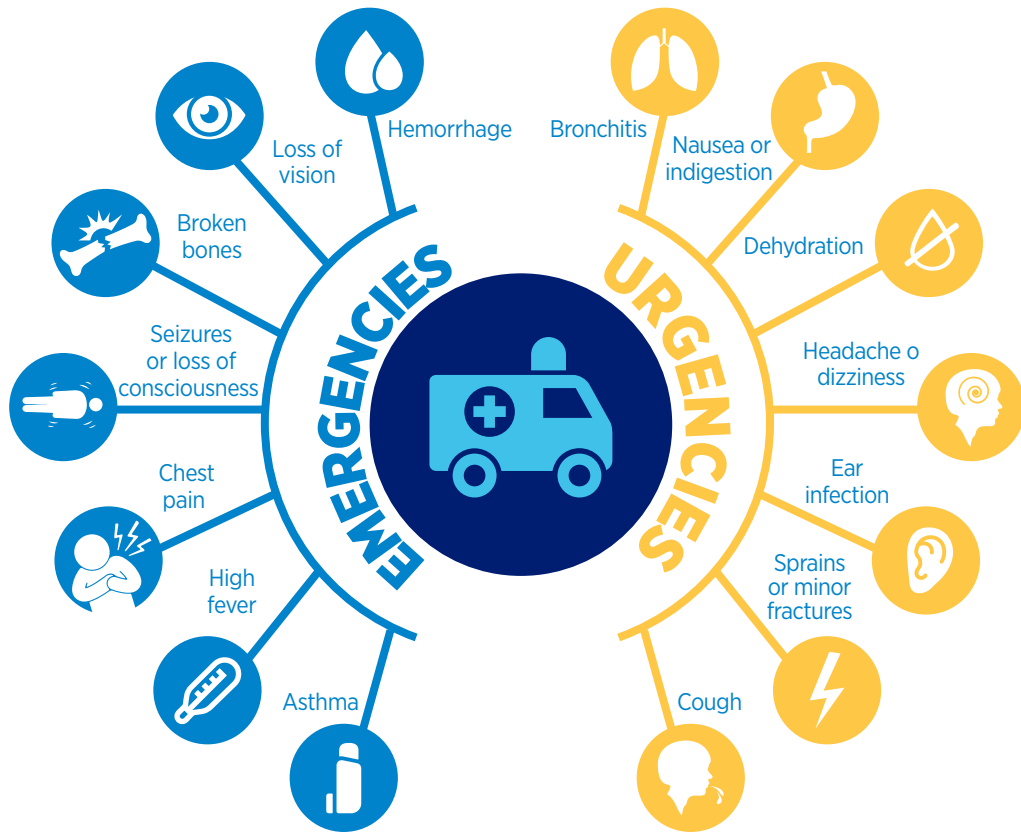 EMERGENCIES
Hemorrhage
Loss of
vision
Broken
bones
Seizures
or loss of
consciousness
Chest
pain
High
fever
Asthma
URGENCIES
Bronchitis
Nausea or
indigestion
Dehydration
Headache o
dizziness
Ear
infection
Sprains
or minor
fractures
Cough